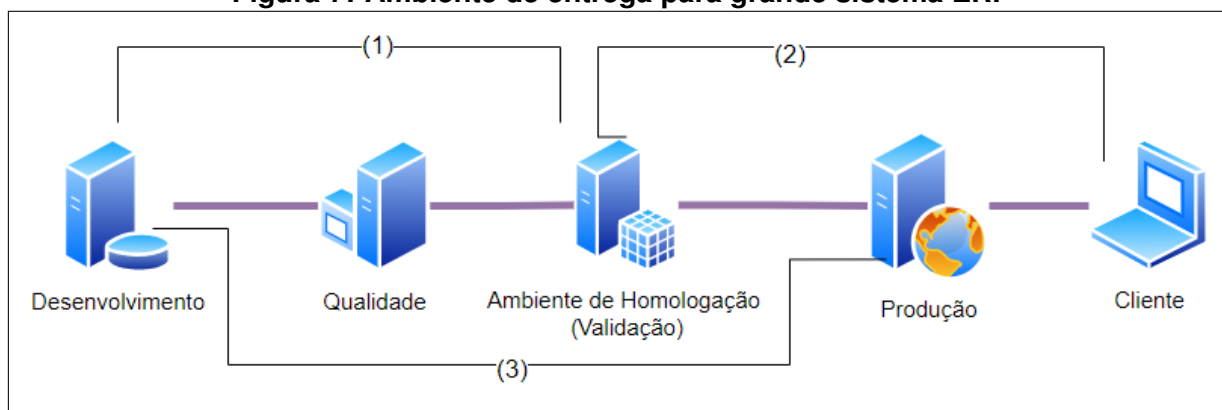 (1)
(2)
Desenvolvimento
Qualidade
Ambiente de Homologação
(Validação)
Produção
Cliente
(3)